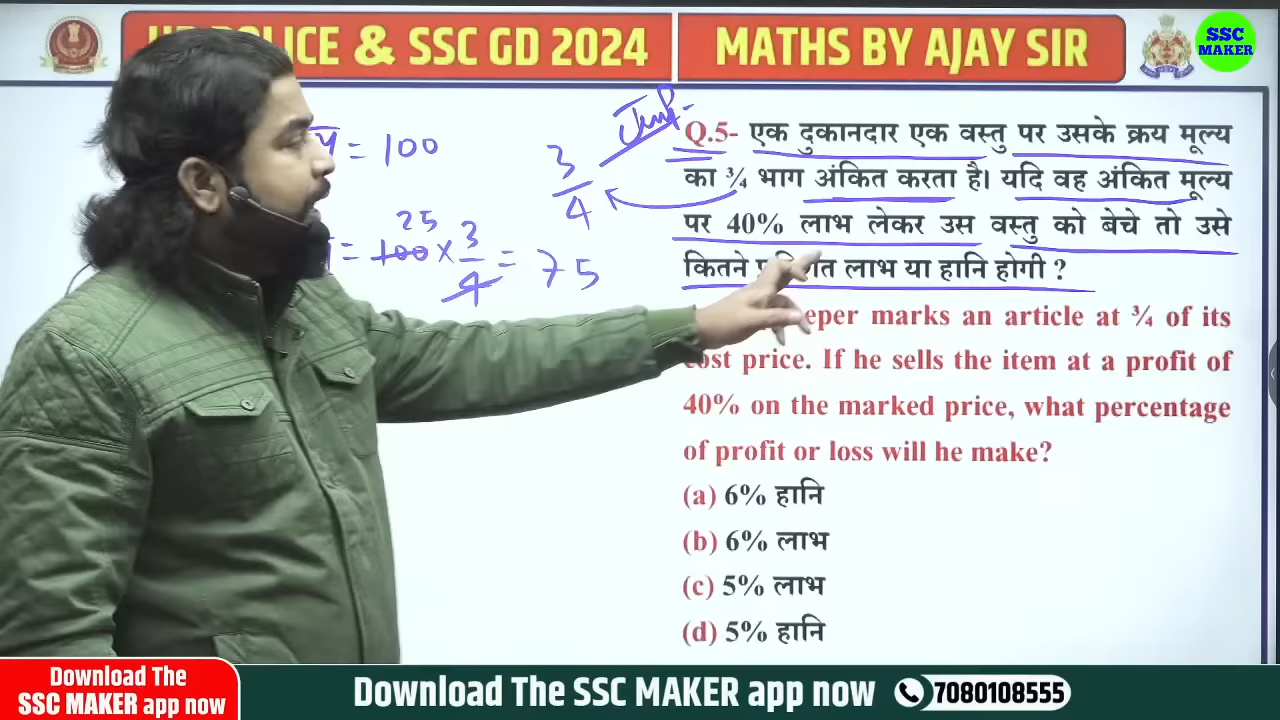 POLICE & SSC GD 2024
MATHS BY AJAY SIR
SSC
MAKER
= 100
3
4
25
= 100 × 3/4 = 75
Q.5- एक दुकानदार एक वस्तु पर उसके क्रय मूल्य
का ¾ भाग अंकित करता है। यदि वह अंकित मूल्य
पर 40% लाभ लेकर उस वस्तु को बेचे तो उसे
कितने लाभ या हानि होगी ?
marks an article at ¾ of its
cost price. If he sells the item at a profit of
40% on the marked price, what percentage
of profit or loss will he make?
(a) 6% हानि
(b) 6% लाभ
(c) 5% लाभ
(d) 5% हानि
Download The
SSC MAKER app now
Download The SSC MAKER app now
7080108555